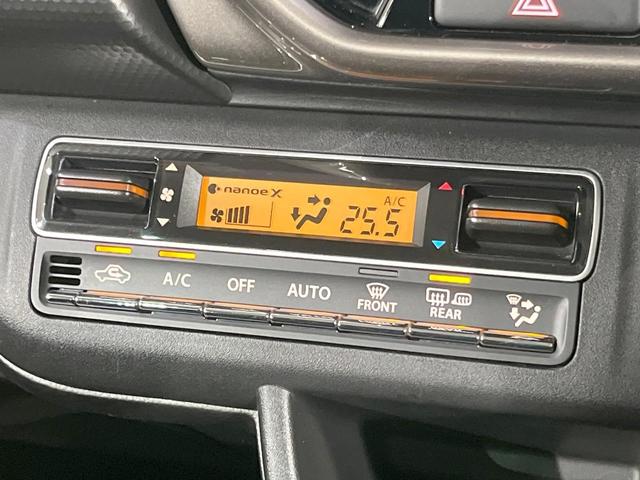 nanoe X
A/C
25.5
A/C
OFF
AUTO
FRONT
REAR